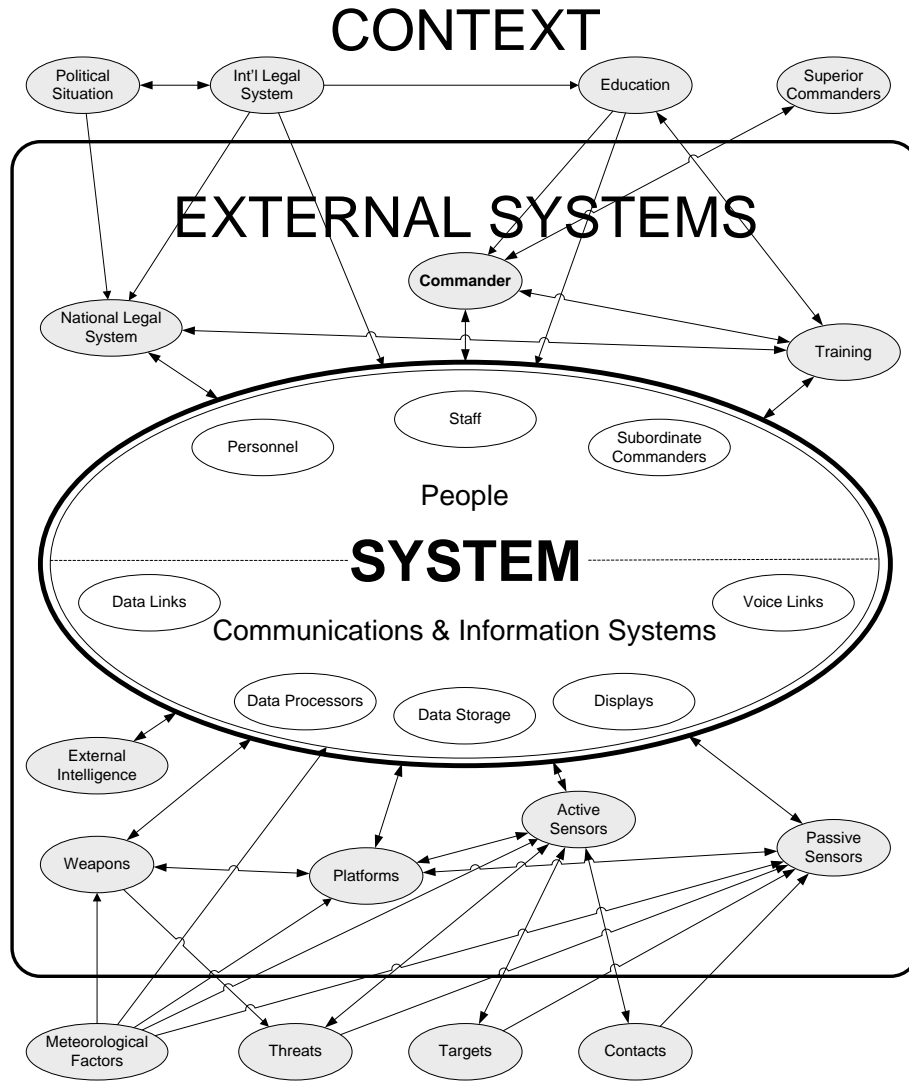 CONTEXT
Political
Situation
Int'l Legal
System
Education
Superior
Commanders
EXTERNAL SYSTEMS
Commander
National Legal
System
Training
Staff
Personnel
Subordinate
Commanders
People
SYSTEM
Data Links
Voice Links
Communications & Information Systems
Data Processors
Data Storage
Displays
External
Intelligence
Active
Sensors
Passive
Sensors
Weapons
Platforms
Meteorological
Factors
Threats
Targets
Contacts